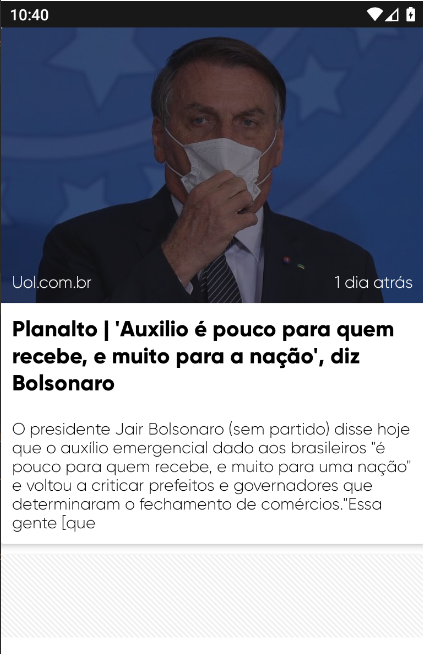 10:40
Uol.com.br
1 dia atrás
Planalto | 'Auxilio é pouco para quem
recebe, e muito para a nação', diz
Bolsonaro
O presidente Jair Bolsonaro (sem partido) disse hoje
que o auxílio emergencial dado aos brasileiros "é
pouco para quem recebe, e muito para uma nação"
e voltou a criticar prefeitos e governadores que
determinaram o fechamento de comércios."Essa
gente [que